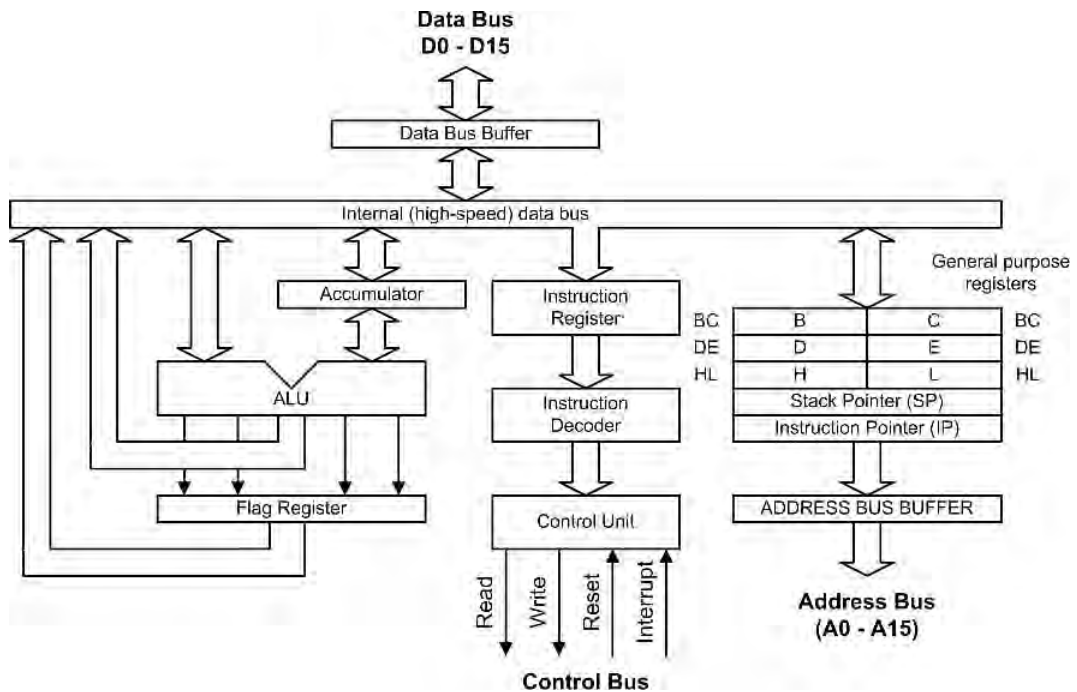 Data Bus
D0 - D15
Data Bus Buffer
Internal (high-speed) data bus
General purpose
registers
Accumulator
Instruction
Register
BC B C BC
DE D E DE
HL H L HL
Stack Pointer (SP)
Instruction Pointer (IP)
ALU
Instruction
Decoder
Flag Register
Control Unit
ADDRESS BUS BUFFER
Read
Write
Reset
Interrupt
Address Bus
(A0 - A15)
Control Bus